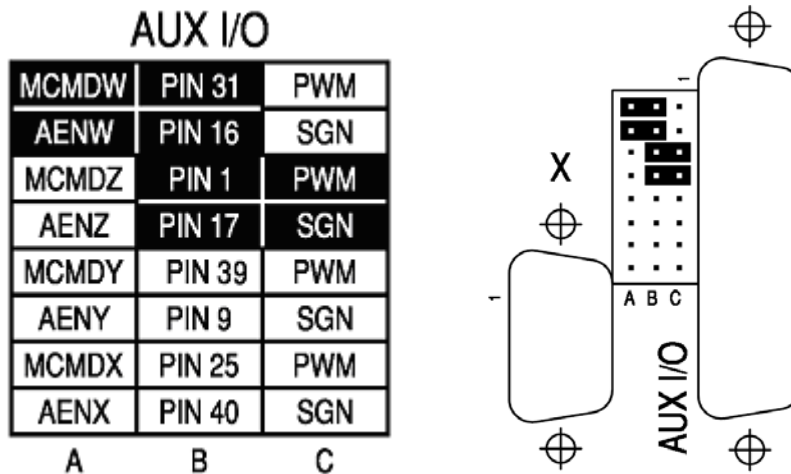 AUX I/O
MCMDW PIN 31 PWM
AENW PIN 16 SGN
MCMDZ PIN 1 PWM
AENZ PIN 17 SGN
MCMDY PIN 39 PWM
AENY PIN 9 SGN
MCMDX PIN 25 PWM
AENX PIN 40 SGN
A B C
1
X
1
A B C
AUX I/O